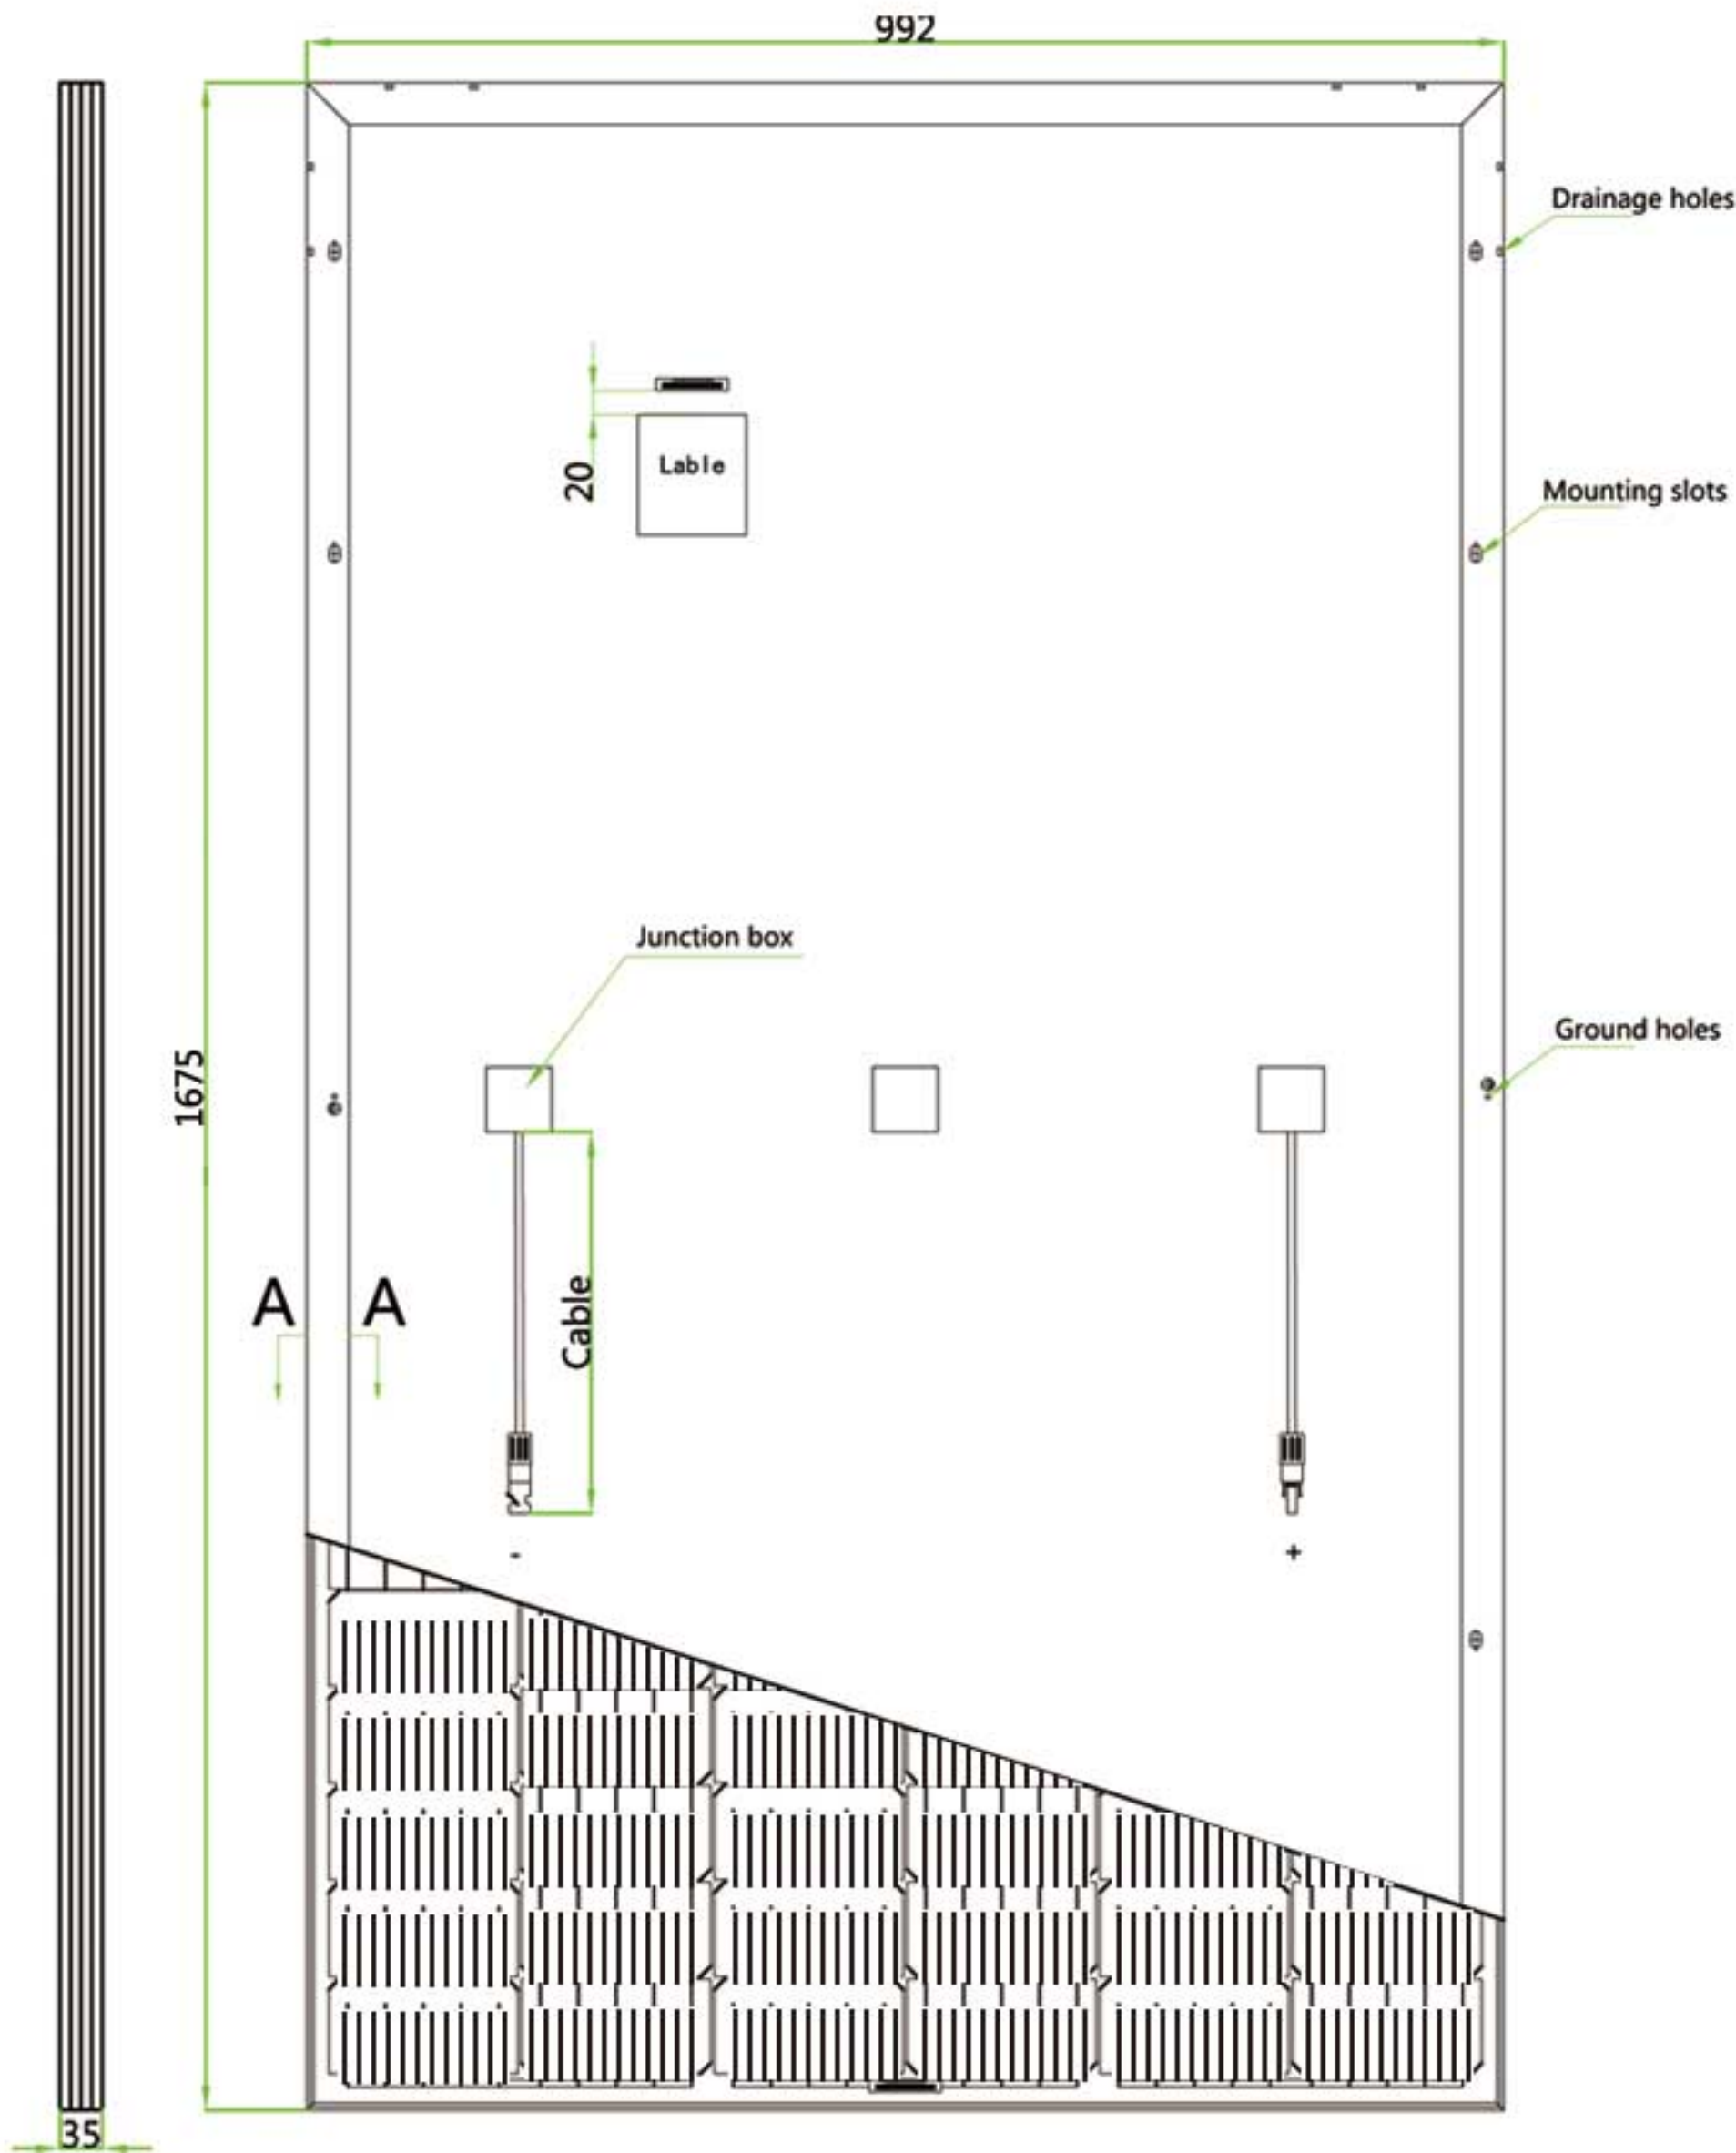 992
Drainage holes
Lable
20
Mounting slots
Junction box
Ground holes
1675
A A
Cable
- +
35